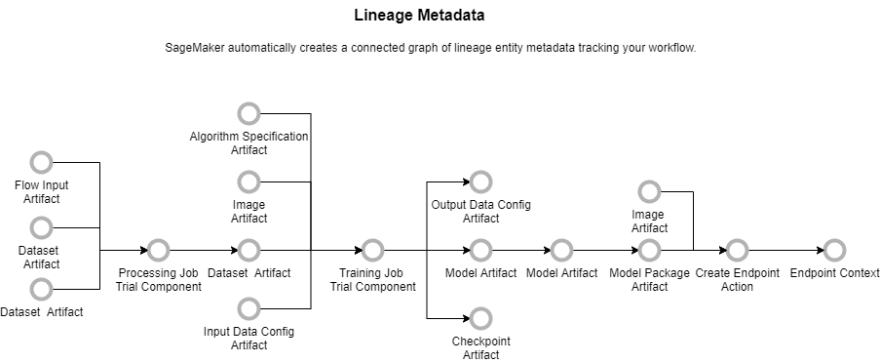 Lineage Metadata
SageMaker automatically creates a connected graph of lineage entity metadata tracking your workflow.
Algorithm Specification
Artifact
Flow Input
Artifact
Image
Artifact
Output Data Config
Artifact
Image
Artifact
Dataset
Artifact
Processing Job
Trial Component
Dataset Artifact
Training Job
Trial Component
Model Artifact
Model Artifact
Model Package
Artifact
Create Endpoint
Action
Endpoint Context
Dataset Artifact
Input Data Config
Artifact
Checkpoint
Artifact